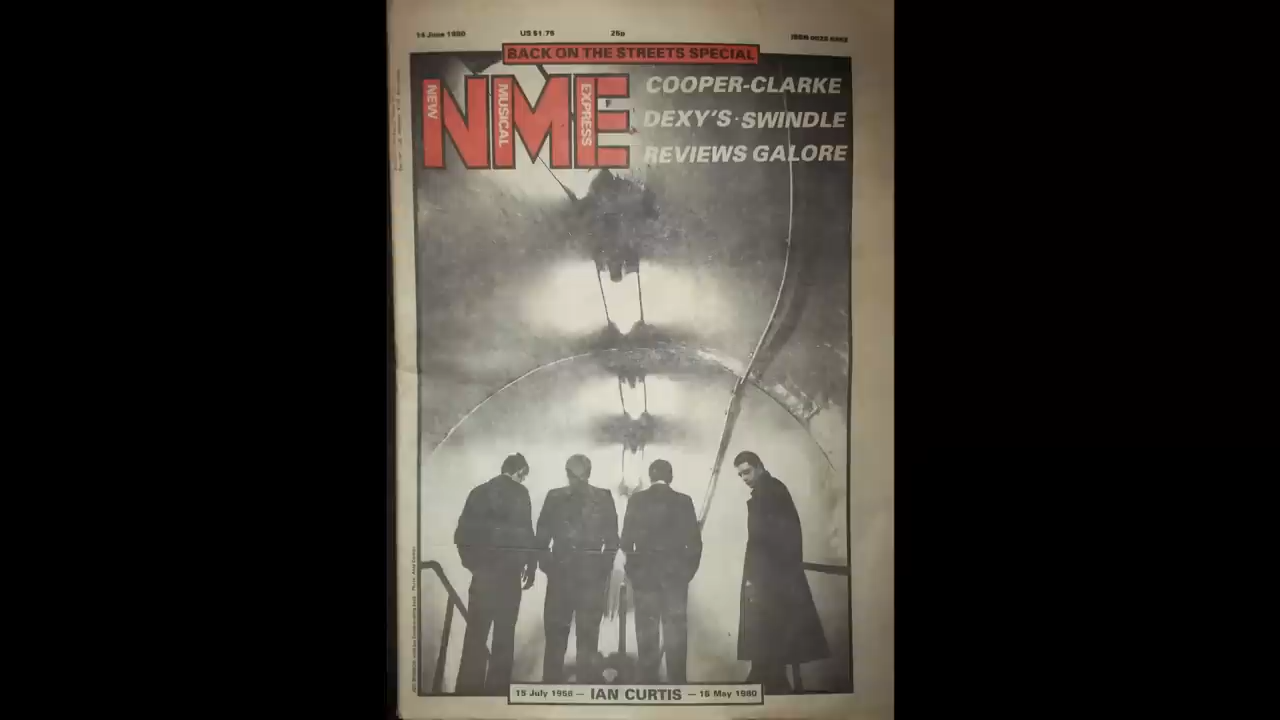 14 June 1980 US $1.75 25p
BACK ON THE STREETS SPECIAL
NEW MUSICAL EXPRESS
NME
COOPER-CLARKE
DEXY'S · SWINDLE
REVIEWS GALORE
15 July 1956 — IAN CURTIS — 18 May 1980